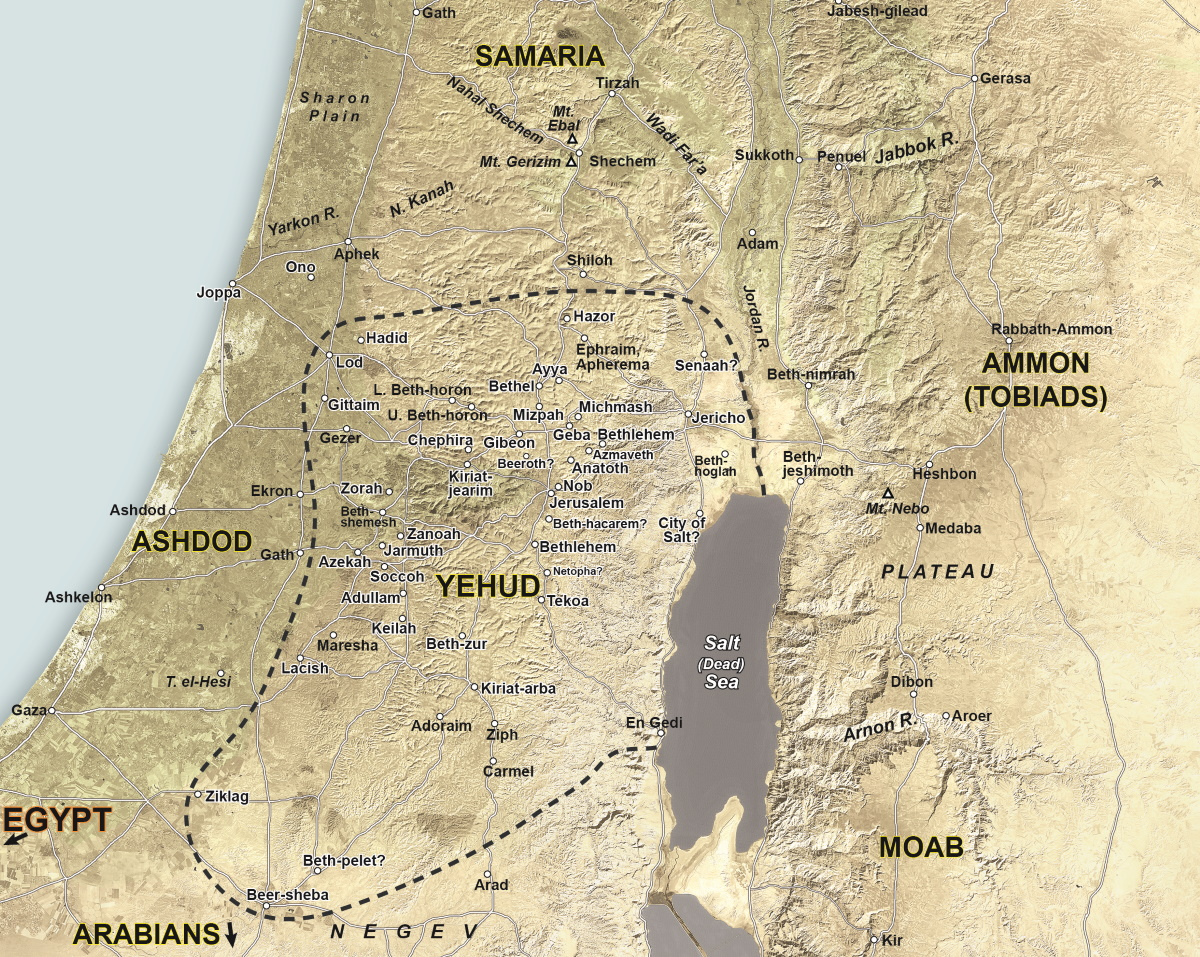 Gath
Jabesh-gilead
SAMARIA
Gerasa
Tirzah
Nahal Shechem
Sharon
Plain
Mt.
Ebal
Wadi Far'a
Jabbok R.
Sukkoth
Penuel
Mt. Gerizim
Shechem
N. Kanah
Yarkon R.
Adam
Aphek
Shiloh
Ono
Joppa
Jordan R.
Hazor
Rabbath-Ammon
Hadid
Ephraim,
Apherema
Lod
Senaah?
AMMON
(TOBIADS)
Ayya
Beth-nimrah
Bethel
L. Beth-horon
Gittaim
U. Beth-horon
Mizpah
Michmash
Jericho
Gezer
Chephira
Gibeon
Geba
Bethlehem
Azmaveth
Beeroth?
Anatoth
Beth-
hoglah
Beth-
jeshimoth
Heshbon
Kiriat-
jearim
Ekron
Zorah
Nob
Jerusalem
Mt. Nebo
Ashdod
Beth-
shemesh
Beth-hacarem?
City of
Salt?
Medaba
ASHDOD
Zanoah
Gath
Jarmuth
Bethlehem
Azekah
Netopha?
PLATEAU
Soccoh
YEHUD
Ashkelon
Adullam
Tekoa
Keilah
Maresha
Beth-zur
Salt
(Dead)
Sea
Lacish
T. el-Hesi
Kiriat-arba
Dibon
Gaza
Adoraim
Ziph
En Gedi
Aroer
Arnon R.
Carmel
Ziklag
EGYPT
MOAB
Beth-pelet?
Arad
Beer-sheba
ARABIANS
NEGEV
Kir